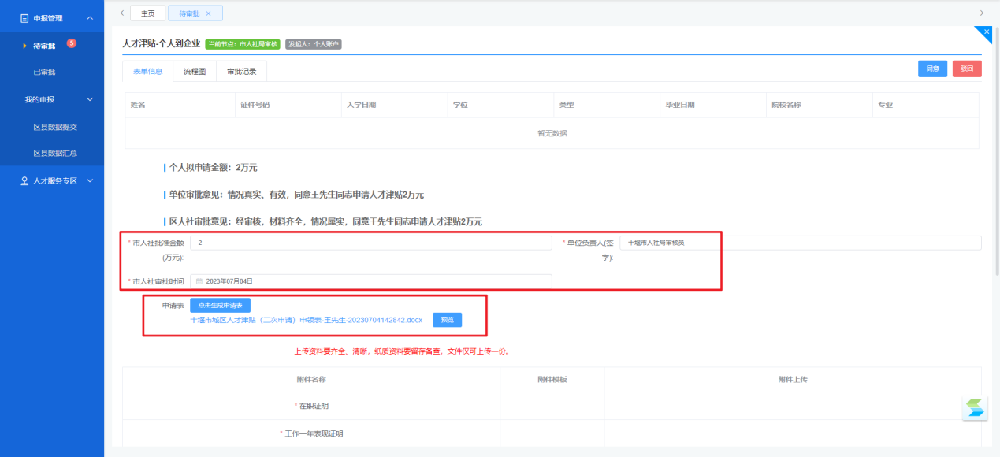 申报管理
待审批 5
已审批
我的申报
区县数据提交
区县数据汇总
人才服务专区
主页 待审批
人才津贴-个人到企业 当前节点：市人社局审核 发起人：个人账户
表单信息 流程图 审批记录 同意 驳回
姓名 证件号码 入学日期 学位 类型 毕业日期 院校名称 专业
暂无数据
个人拟申请金额：2万元
单位审批意见：情况真实、有效，同意王先生同志申请人才津贴2万元
区人社审批意见：经审核，材料齐全，情况属实，同意王先生同志申请人才津贴2万元
* 市人社批准金额 2 * 单位负责人(签 十堰市人社局审核员
(万元): 字):
* 市人社审批时间 2023年07月04日
申请表 点击生成申请表
十堰市城区人才津贴（二次申请）申领表-王先生-20230704142842.docx 预览
上传资料要齐全、清晰，纸质资料要留存备查，文件仅可上传一份。
附件名称 附件模板 附件上传
* 在职证明
* 工作一年表现证明